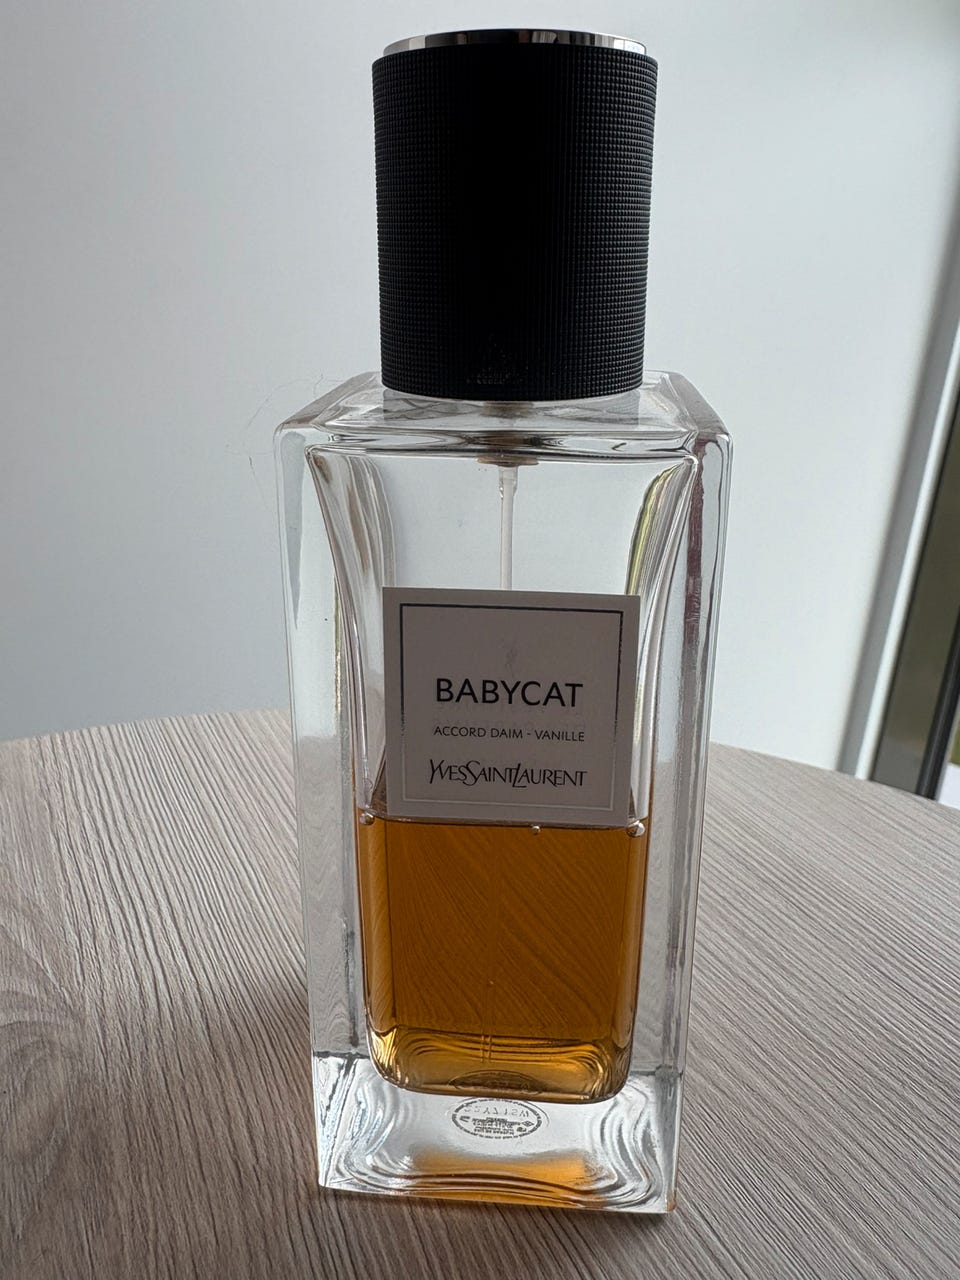 BABYCAT
ACCORD DAIM - VANILLE
YVESSAINTLAURENT